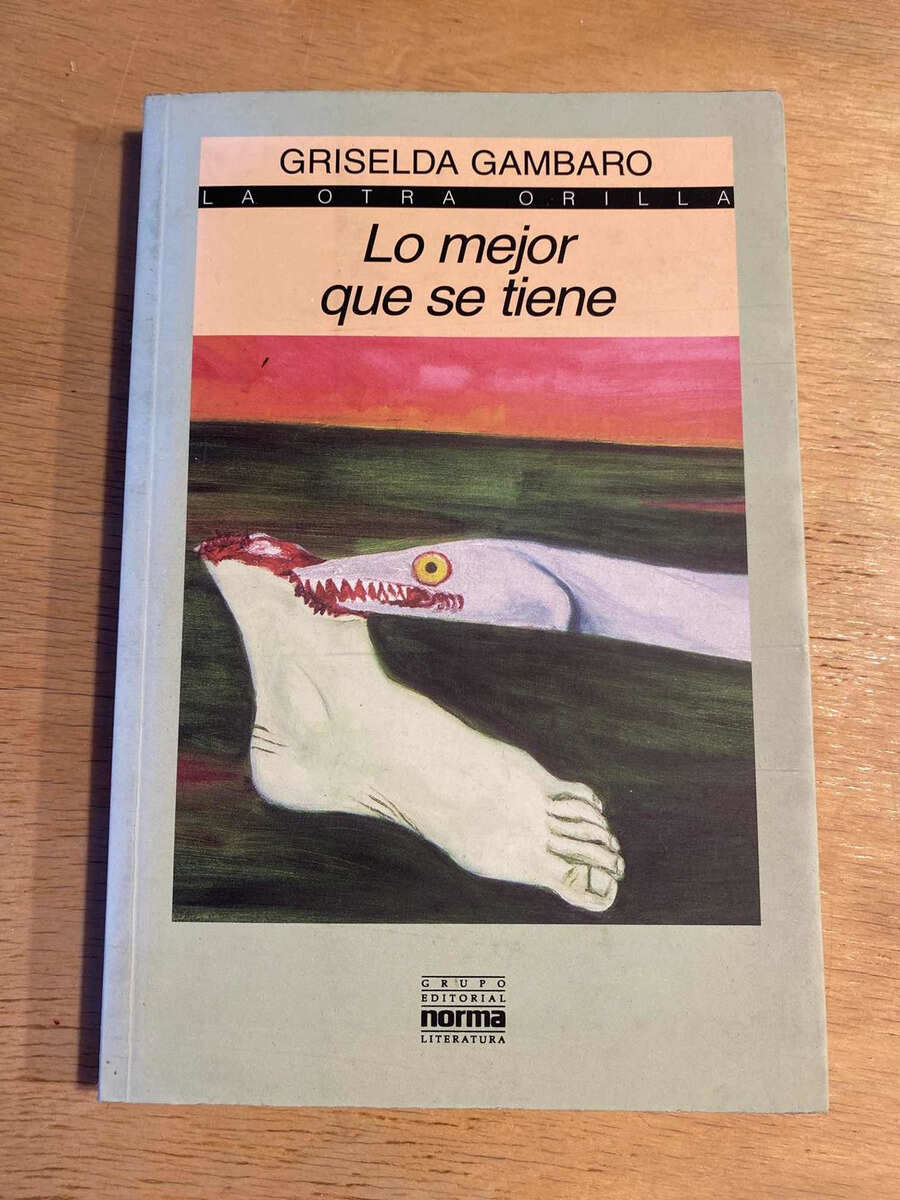 GRISELDA GAMBARO
LA OTRA ORILLA
Lo mejor
que se tiene
GRUPO
EDITORIAL
norma
LITERATURA